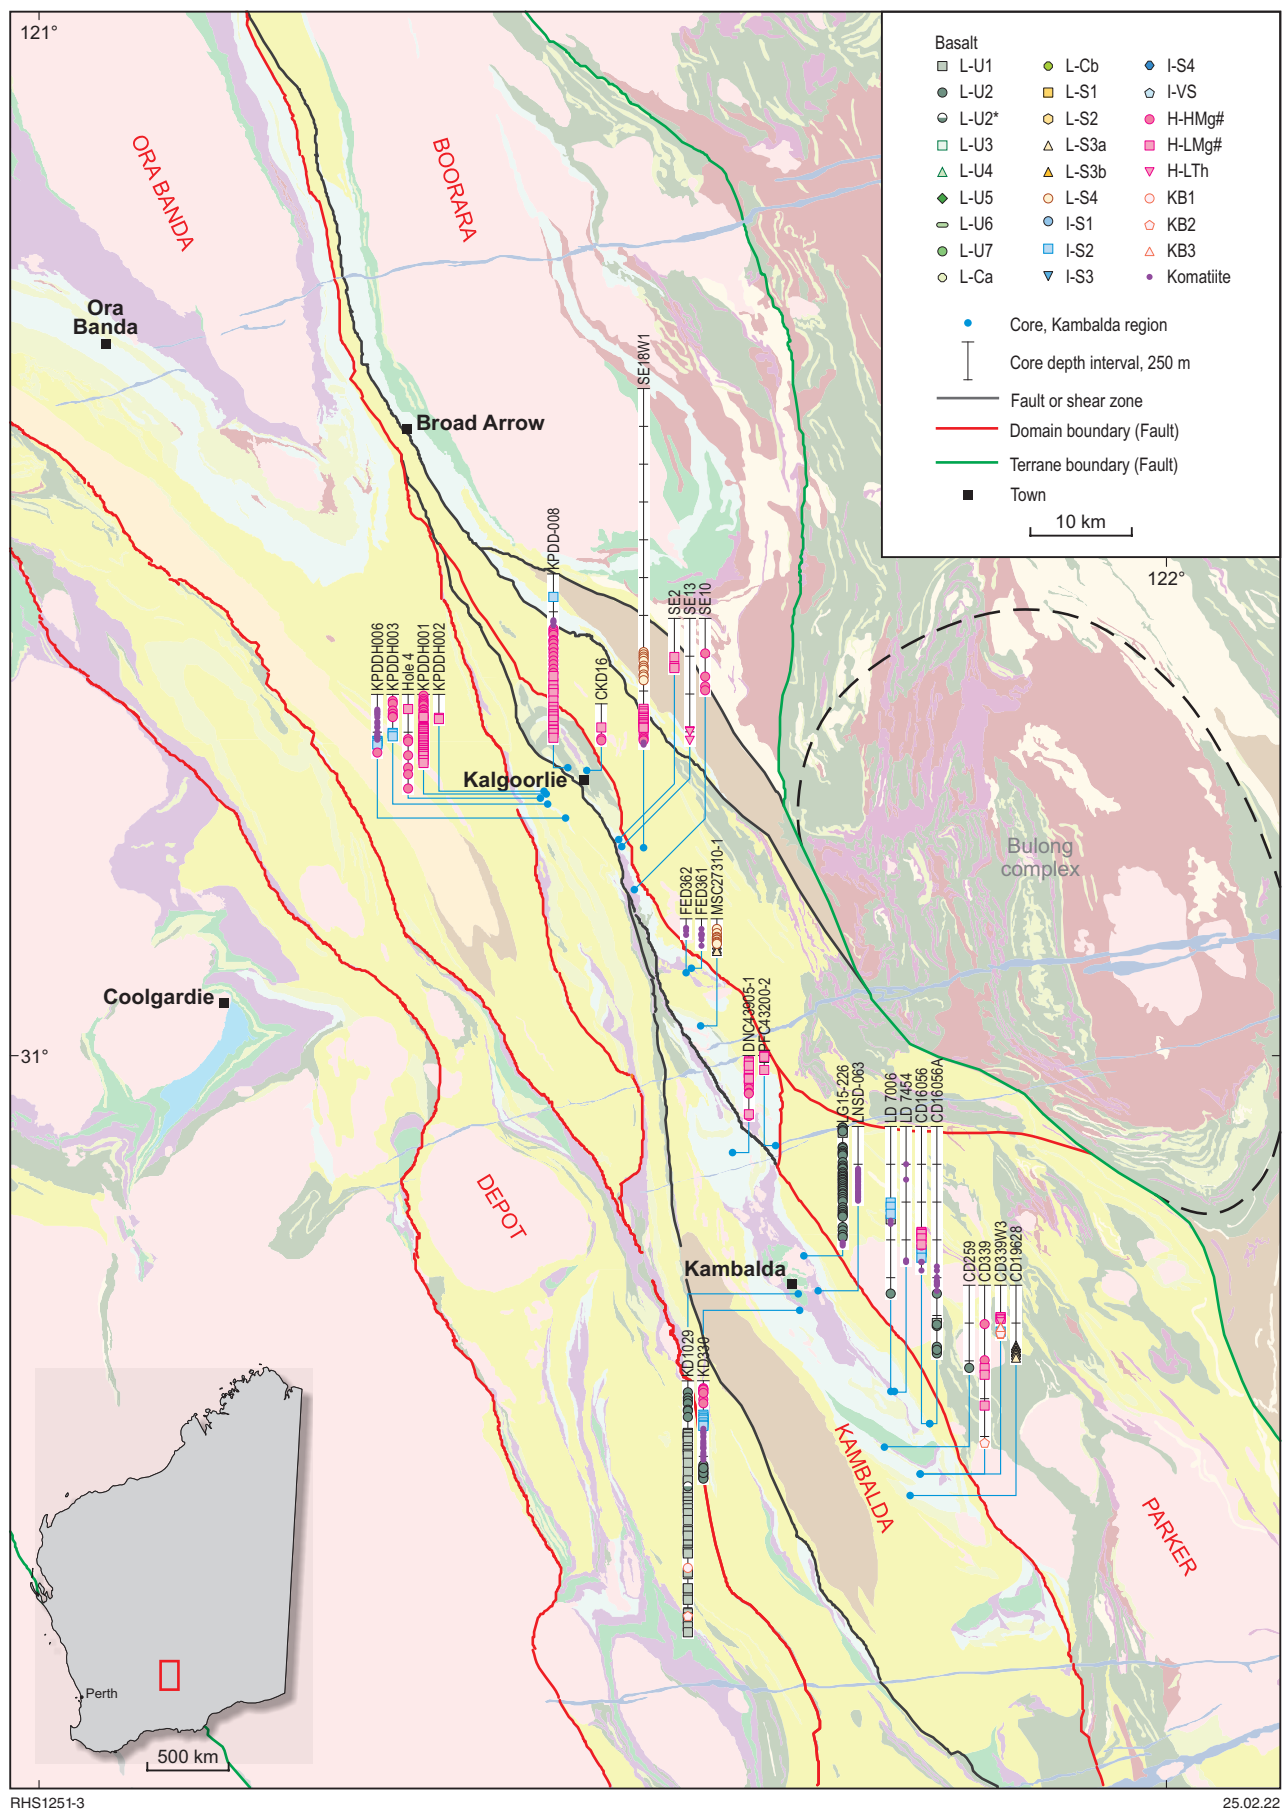 121°
Basalt
L-U1
L-U2
L-U2*
L-U3
L-U4
L-U5
L-U6
L-U7
L-Ca
L-Cb
L-S1
L-S2
L-S3a
L-S3b
L-S4
I-S1
I-S2
I-S3
I-S4
I-VS
H-HMg#
H-LMg#
H-LTh
KB1
KB2
KB3
Komatiite
Core, Kambalda region
Core depth interval, 250 m
Fault or shear zone
Domain boundary (Fault)
Terrane boundary (Fault)
Town
10 km
122°
ORA BANDA
BOORARA
Ora
Banda
Broad Arrow
SE18W1
KPDD-008
SE2
SE13
SE10
KPDDH006
KPDDH003
Hole 4
KPDDH001
KPDDH002
CKD16
Kalgoorlie
Bulong
complex
FED362
FED361
MSC27310-1
Coolgardie
DNC43905-1
PFC43200-2
31°
LG15-226
LNSD-063
LD 7006
LD 7454
CD16056
CD16056A
DEPOT
Kambalda
CD259
CD339
CD339W3
CD19628
KD1029
KD330
KAMBALDA
PARKER
Perth
500 km
RHS1251-3
25.02.22